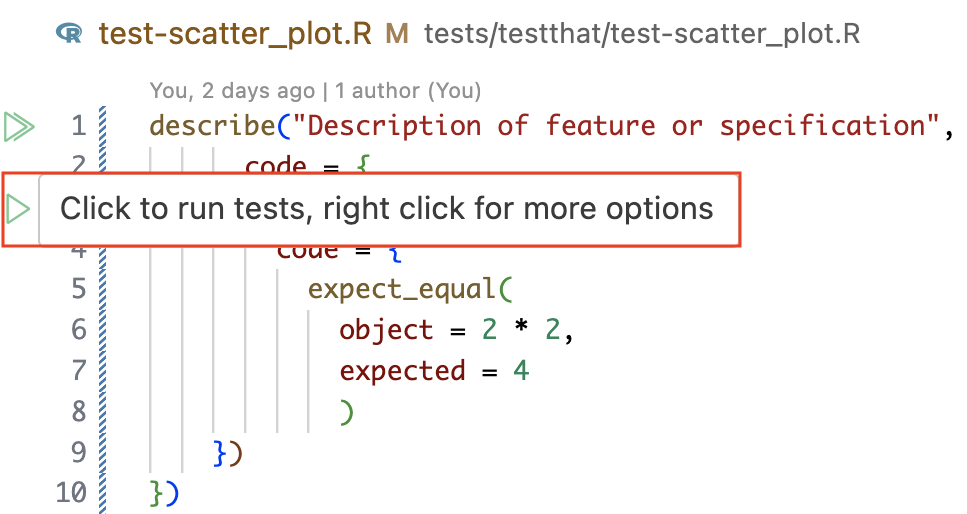 R test-scatter_plot.R M tests/testthat/test-scatter_plot.R
You, 2 days ago | 1 author (You)
1 describe("Description of feature or specification",
2 code = {
Click to run tests, right click for more options
4 code = {
5 expect_equal(
6 object = 2 * 2,
7 expected = 4
8 )
9 })
10 })